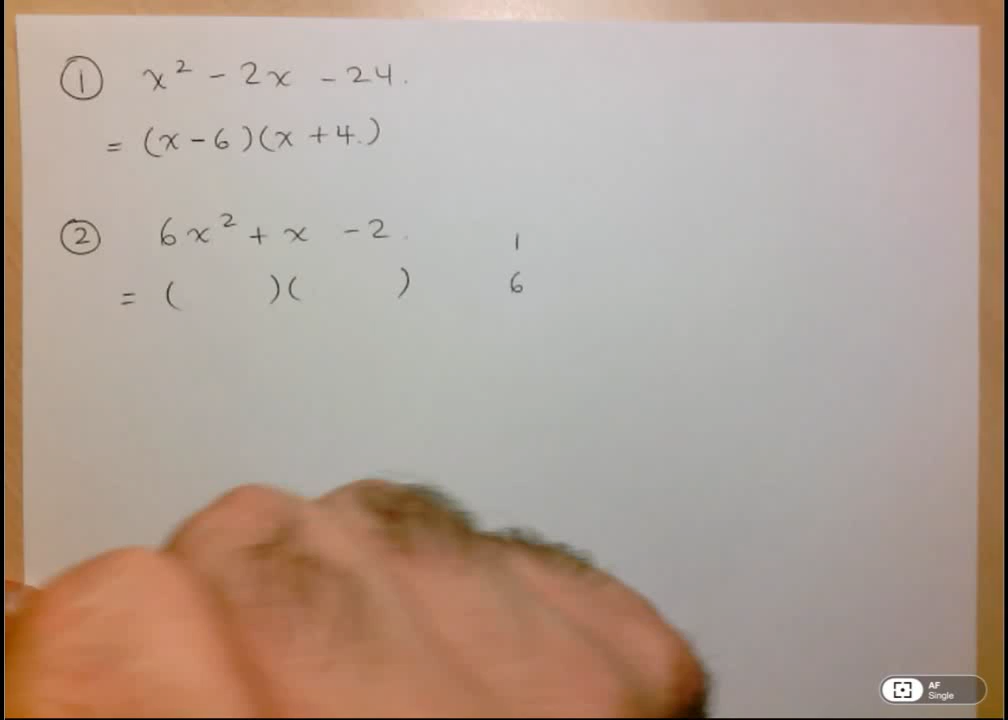 ① x² - 2x - 24.
= (x - 6)(x + 4.)
② 6x² + x - 2.
1
= ( )( )
6
AF
Single